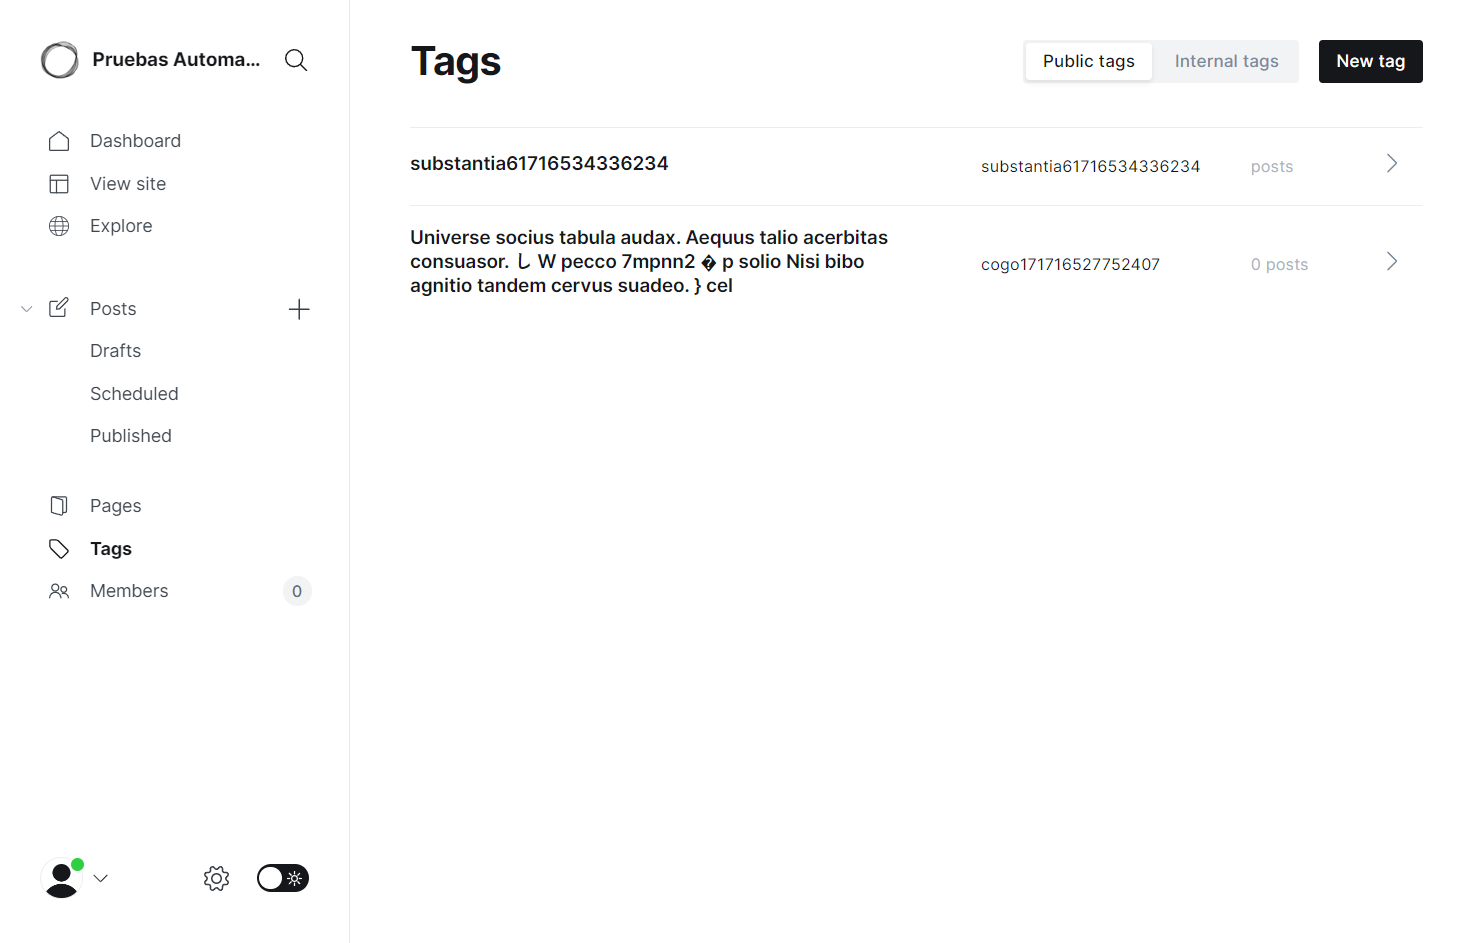 Pruebas Automa...
Dashboard
View site
Explore
Posts
Drafts
Scheduled
Published
Pages
Tags
Members 0
Tags
Public tags Internal tags New tag
substantia61716534336234 substantia61716534336234 posts
Universe socius tabula audax. Aequus talio acerbitas
consuasor. し W pecco 7mpnn2 � p solio Nisi bibo
agnitio tandem cervus suadeo. } cel
cogo171716527752407 0 posts